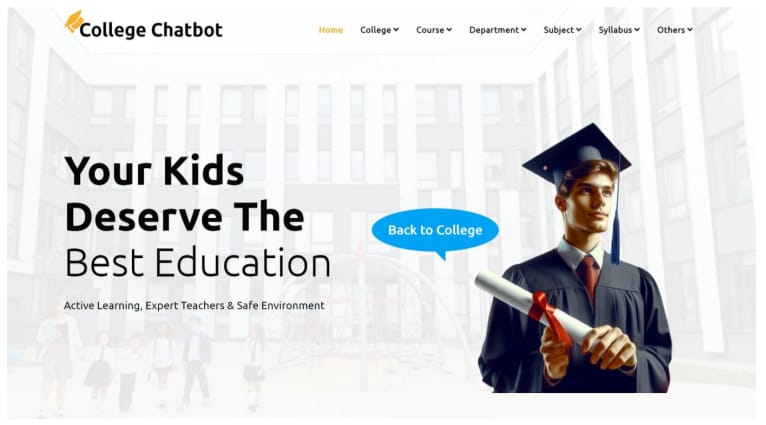 College Chatbot
Home College Course Department Subject Syllabus Others
Your Kids
Deserve The
Best Education
Back to College
Active Learning, Expert Teachers & Safe Environment